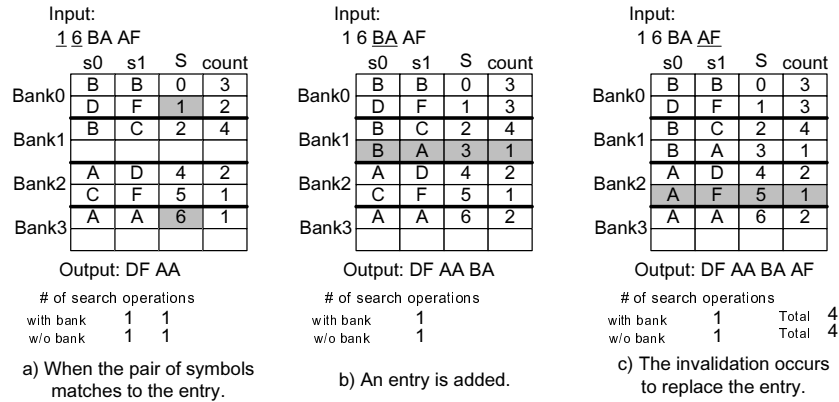 Input:
1 6 BA AF
s0 s1 S count
Bank0 B B 0 3
D F 1 2
Bank1 B C 2 4
Bank2 A D 4 2
C F 5 1
Bank3 A A 6 1
Output: DF AA
# of search operations
with bank 1 1
w/o bank 1 1
a) When the pair of symbols
matches to the entry.
Input:
1 6 BA AF
s0 s1 S count
Bank0 B B 0 3
D F 1 3
Bank1 B C 2 4
B A 3 1
Bank2 A D 4 2
C F 5 1
Bank3 A A 6 2
Output: DF AA BA
# of search operations
with bank 1
w/o bank 1
b) An entry is added.
Input:
1 6 BA AF
s0 s1 S count
Bank0 B B 0 3
D F 1 3
Bank1 B C 2 4
B A 3 1
Bank2 A D 4 2
A F 5 1
Bank3 A A 6 2
Output: DF AA BA AF
# of search operations
with bank 1 Total 4
w/o bank 1 Total 4
c) The invalidation occurs
to replace the entry.